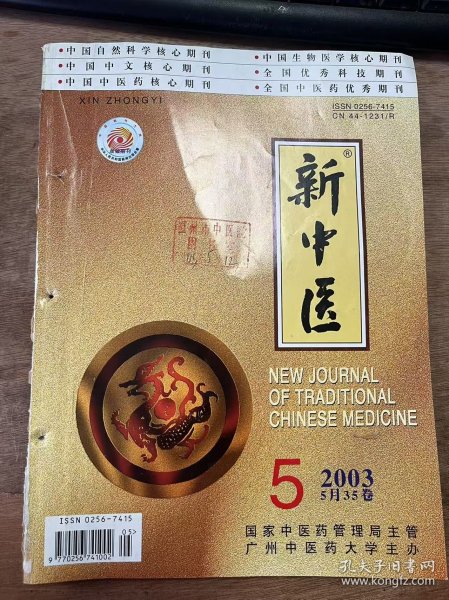 ·中国自然科学核心期刊
·中国生物医学核心期刊
·中国中文核心期刊
·全国优秀科技期刊
·中国中医药核心期刊
·全国中医药优秀期刊
XIN ZHONGYI
ISSN 0256-7415
CN 44-1231/R
新中医®
NEW JOURNAL
OF TRADITIONAL
CHINESE MEDICINE
5 2003
5月35卷
ISSN 0256-7415
05
9 770256 741002
国家中医药管理局主管
广州中医药大学主办
孔夫子旧书网
www.kongfz.com